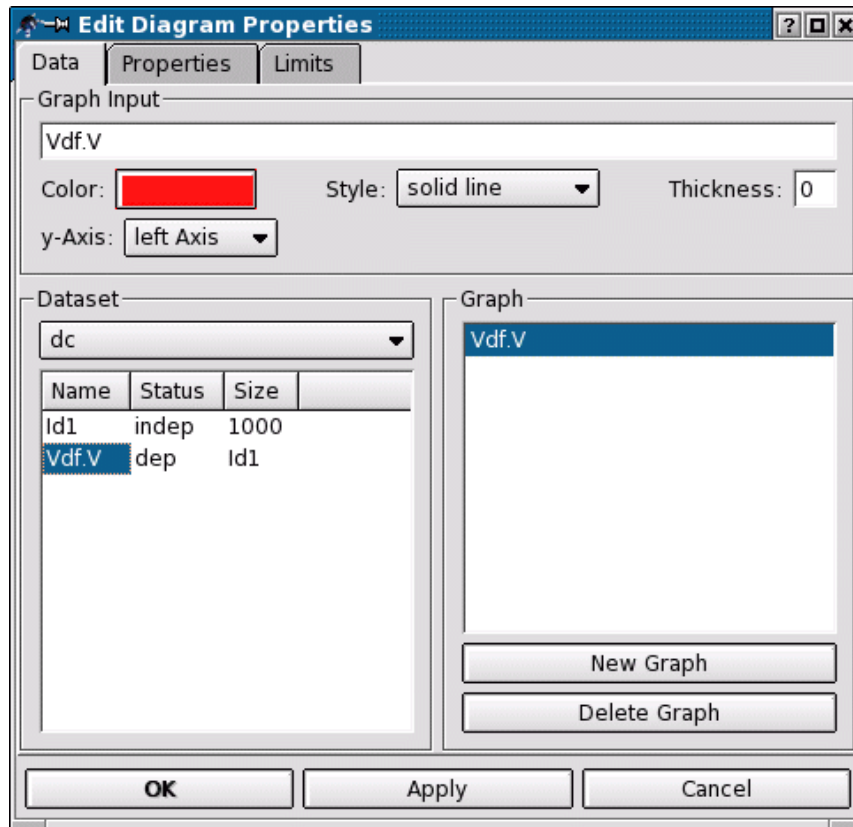 Edit Diagram Properties
Data Properties Limits
Graph Input
Vdf.V
Color: Style: solid line Thickness: 0
y-Axis: left Axis
Dataset
dc
Name Status Size
Id1 indep 1000
Vdf.V dep Id1
Graph
Vdf.V
New Graph
Delete Graph
OK Apply Cancel